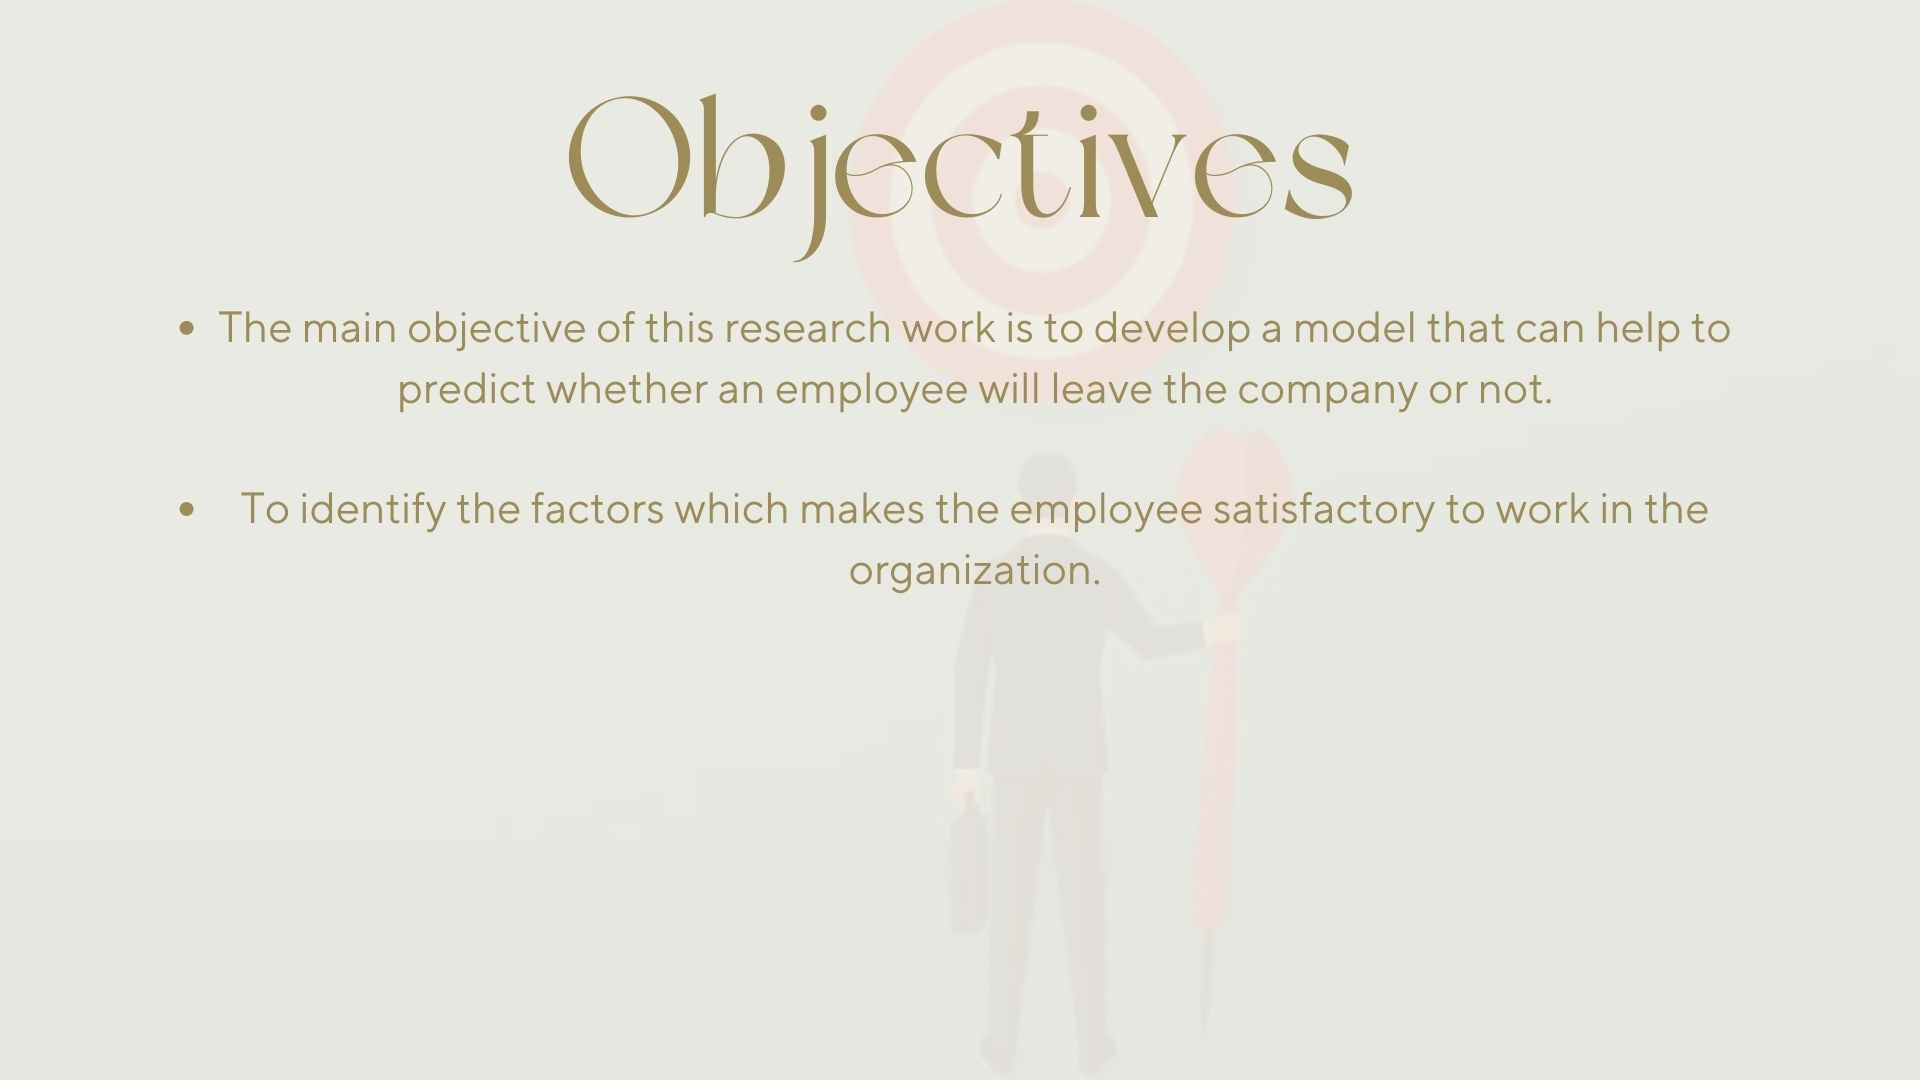 Objectives
• The main objective of this research work is to develop a model that can help to
predict whether an employee will leave the company or not.
• To identify the factors which makes the employee satisfactory to work in the
organization.